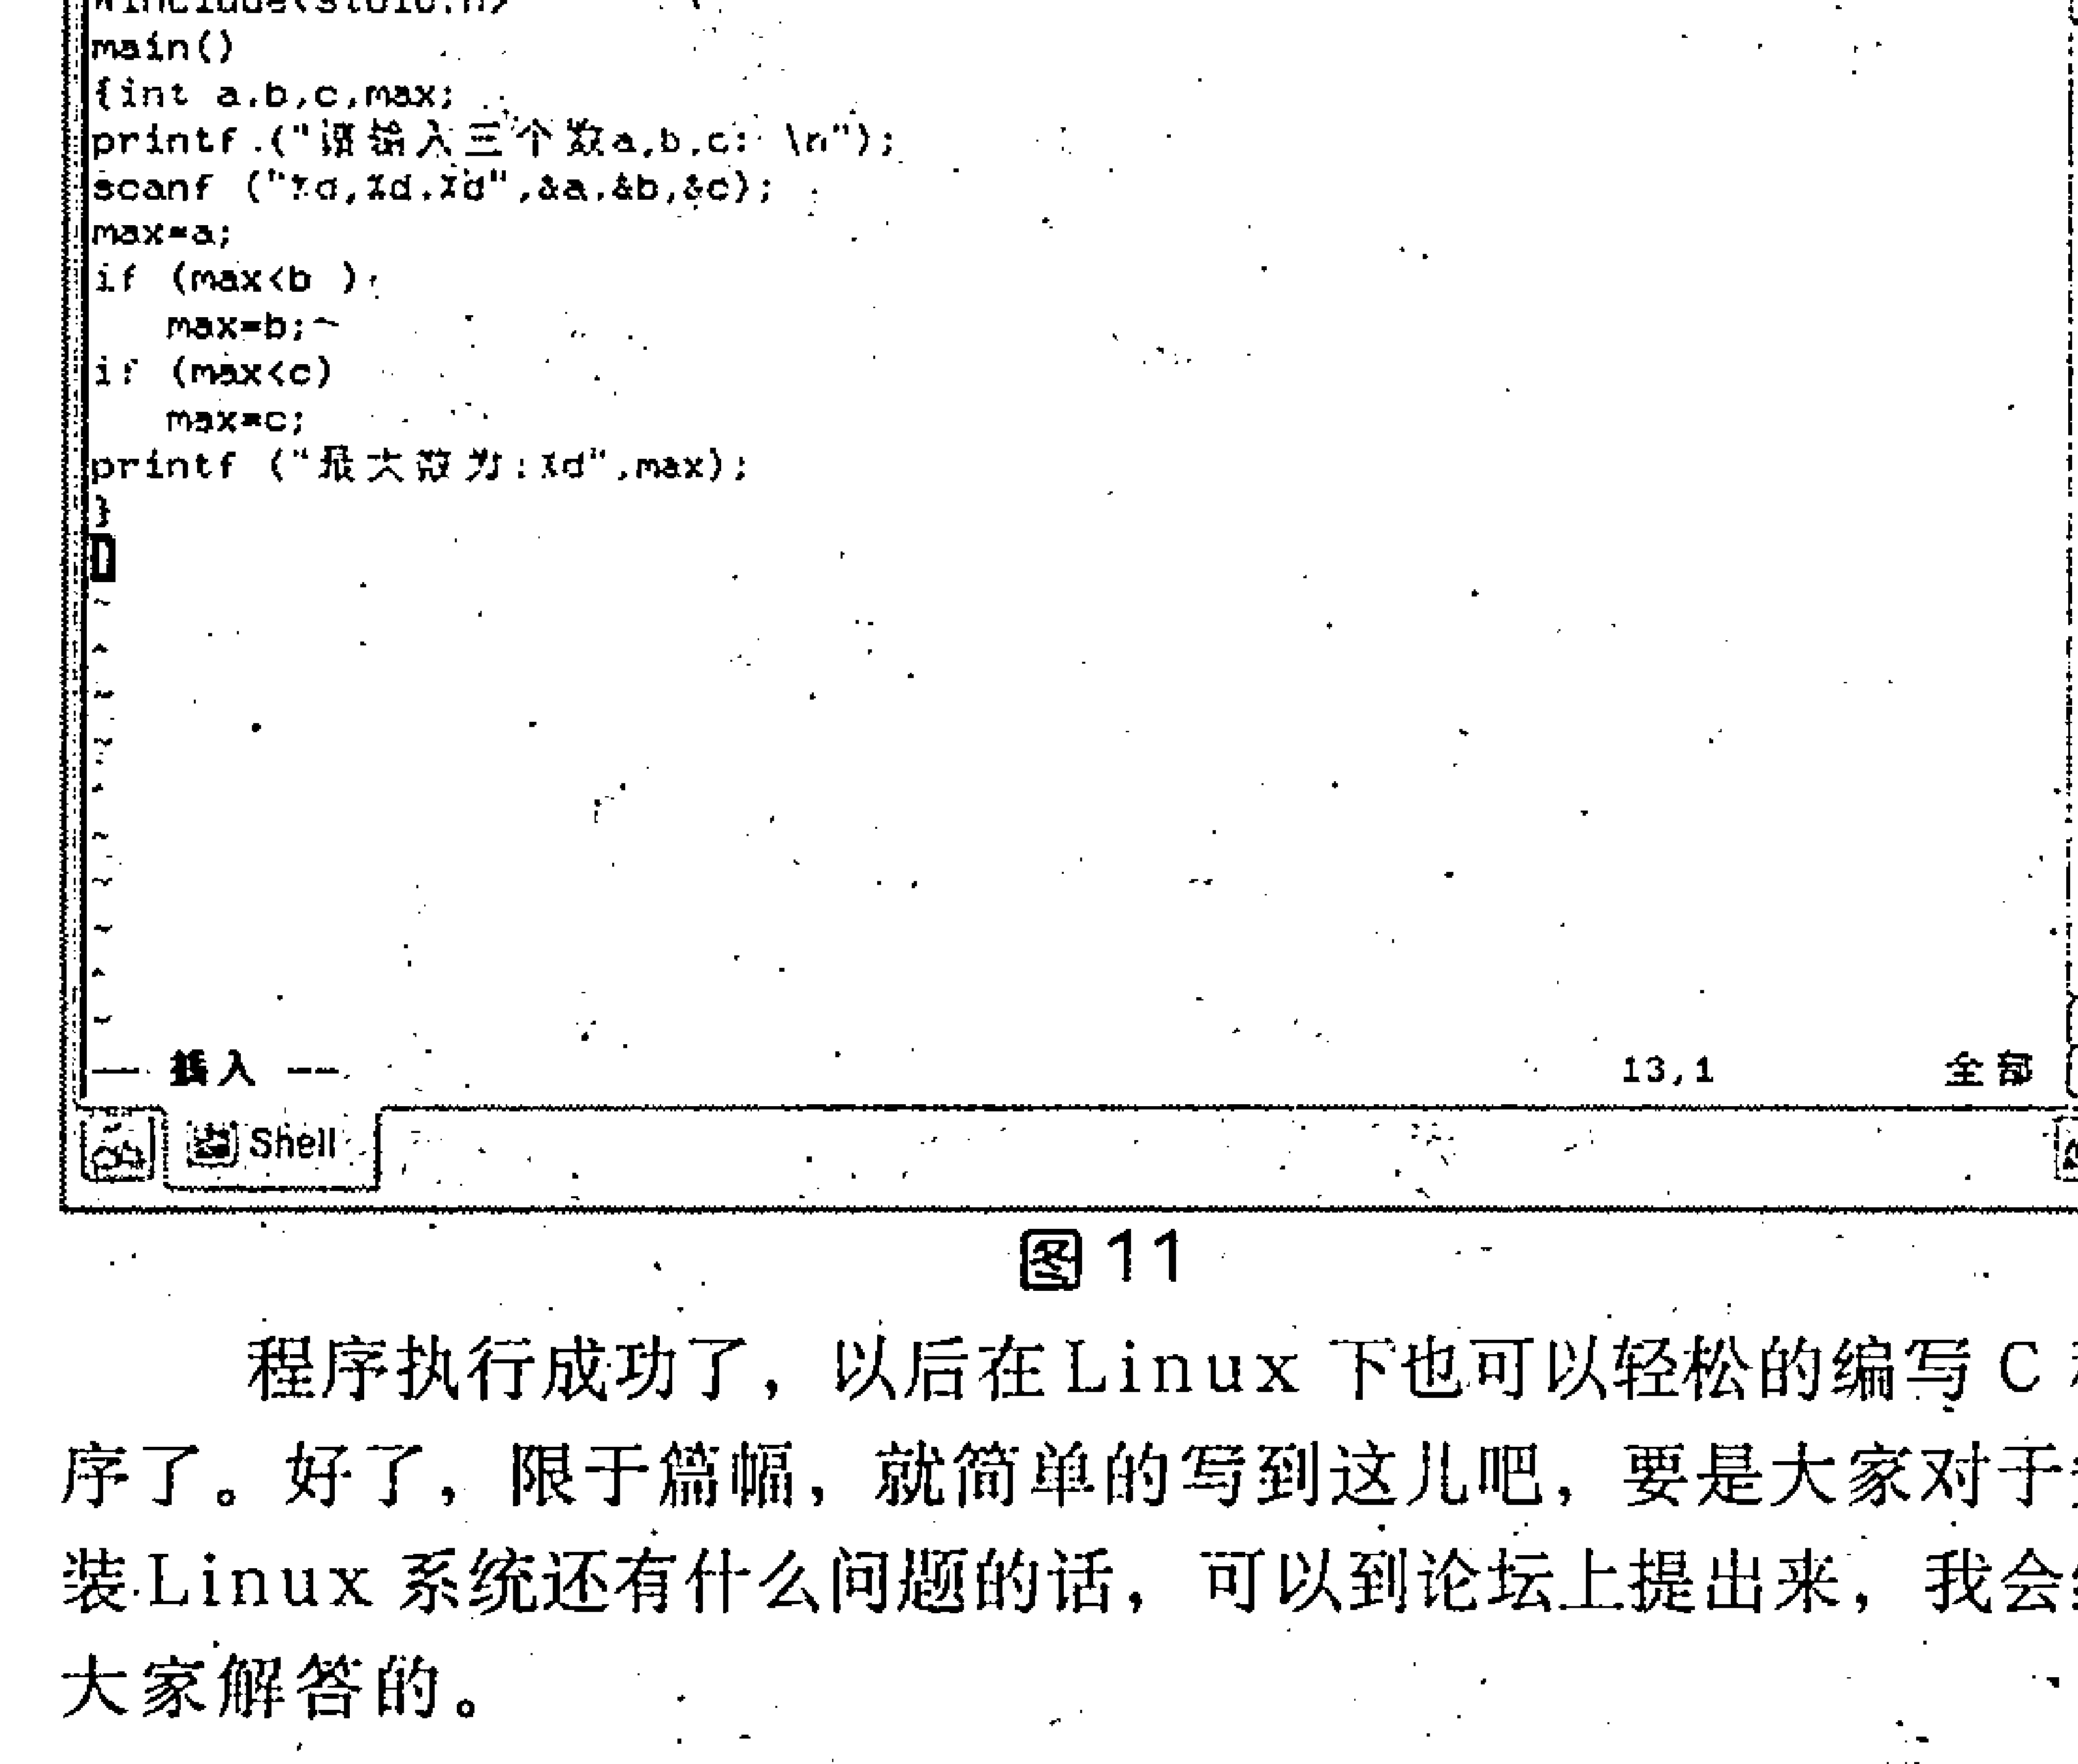 #include<stdio.h>
main()
{int a,b,c,max;
printf ("请输入三个数a,b,c: \n");
scanf ("%d,%d,%d",&a,&b,&c);
max=a;
if (max<b )
   max=b;
if (max<c)
   max=c;
printf ("最大数为:%d",max);
}
~
~
~
~
~
~
~
~
~
~
-- 插入 -- 13,1 全部
Shell
图11
程序执行成功了，以后在Linux 下也可以轻松的编写 C
序了。好了，限于篇幅，就简单的写到这儿吧，要是大家对于
装Linux 系统还有什么问题的话，可以到论坛上提出来，我会
大家解答的。